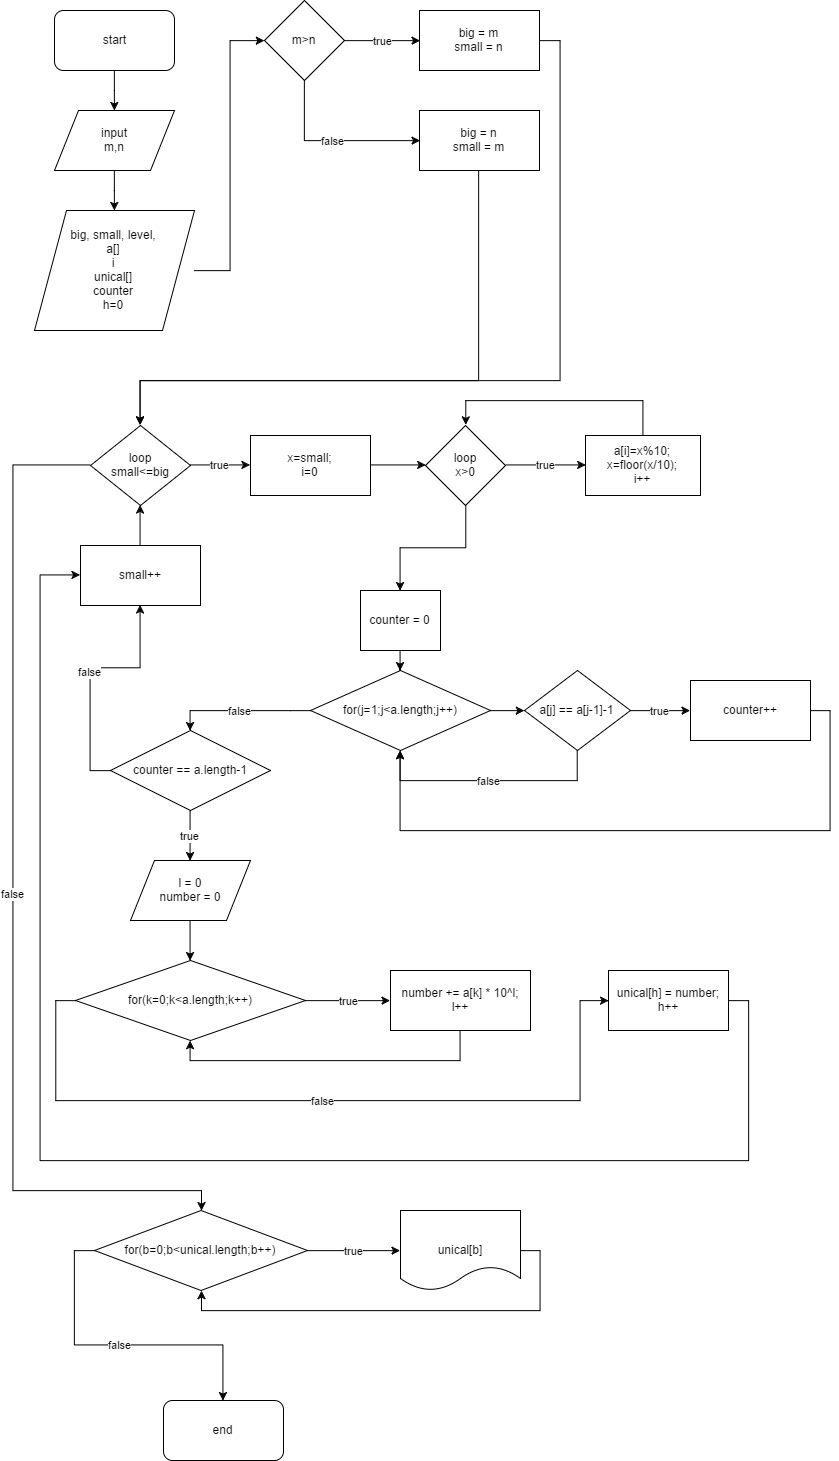 start
input
m,n
big, small, level,
a[]
i
unical[]
counter
h=0
m>n
true
big = m
small = n
false
big = n
small = m
loop
small<=big
true
x=small;
i=0
loop
x>0
true
a[i]=x%10;
x=floor(x/10);
i++
small++
counter = 0
false
for(j=1;j<a.length;j++)
a[j] == a[j-1]-1
true
counter++
false
false
counter == a.length-1
true
l = 0
number = 0
false
for(k=0;k<a.length;k++)
true
number += a[k] * 10^l;
l++
unical[h] = number;
h++
false
for(b=0;b<unical.length;b++)
true
unical[b]
false
end